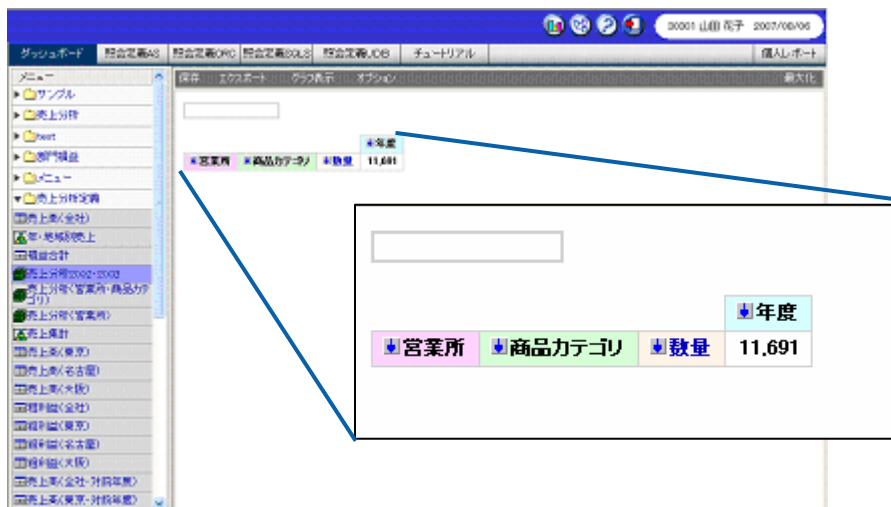 00001 山田 花子 2007/08/06
ダッシュボード 照会定義AS 照会定義ORC 照会定義SQLS 照会定義UDB チュートリアル 個人レポート
メニュー
保存 エクスポート グラフ表示 オプション 最大化
サンプル
売上分析
test
部門損益
メニュー
売上分析定義
売上高(全社)
年・地域別売上
損益合計
売上分析2002-2003
売上分析(営業所・商品カテゴリ)
売上分析(営業所)
売上集計
売上高(東京)
売上高(名古屋)
売上高(大阪)
粗利益(全社)
粗利益(東京)
粗利益(名古屋)
粗利益(大阪)
売上高(全社-対前年度)
売上高(東京-対前年度)
年度
営業所 商品カテゴリ 数量 11,691
年度
営業所 商品カテゴリ 数量 11,691